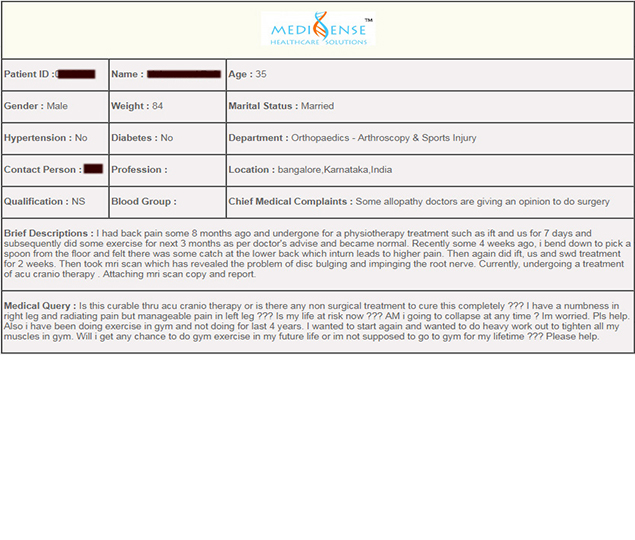 MEDISENSE ™
HEALTHCARE SOLUTIONS
Patient ID :
Name :
Age : 35
Gender : Male
Weight : 84
Marital Status : Married
Hypertension : No
Diabetes : No
Department : Orthopaedics - Arthroscopy & Sports Injury
Contact Person :
Profession :
Location : bangalore,Karnataka,India
Qualification : NS
Blood Group :
Chief Medical Complaints : Some allopathy doctors are giving an opinion to do surgery
Brief Descriptions : I had back pain some 8 months ago and undergone for a physiotherapy treatment such as ift and us for 7 days and
subsequently did some exercise for next 3 months as per doctor's advise and became normal. Recently some 4 weeks ago, i bend down to pick a
spoon from the floor and felt there was some catch at the lower back which inturn leads to higher pain. Then again did ift, us and swd treatment
for 2 weeks. Then took mri scan which has revealed the problem of disc bulging and impinging the root nerve. Currently, undergoing a treatment
of acu cranio therapy . Attaching mri scan copy and report.
Medical Query : Is this curable thru acu cranio therapy or is there any non surgical treatment to cure this completely ??? I have a numbness in
right leg and radiating pain but manageable pain in left leg ??? Is my life at risk now ??? AM i going to collapse at any time ? Im worried. Pls help.
Also i have been doing exercise in gym and not doing for last 4 years. I wanted to start again and wanted to do heavy work out to tighten all my
muscles in gym. Will i get any chance to do gym exercise in my future life or im not supposed to go to gym for my lifetime ??? Please help.